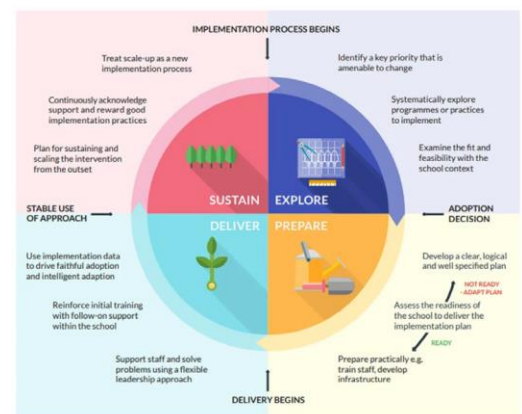 IMPLEMENTATION PROCESS BEGINS
Treat scale-up as a new
implementation process
Continuously acknowledge
support and reward good
implementation practices
Plan for sustaining and
scaling the intervention
from the outset
Identify a key priority that is
amenable to change
Systematically explore
programmes or practices
to implement
Examine the fit and
feasibility with the
school context
SUSTAIN
EXPLORE
STABLE USE
OF APPROACH
ADOPTION
DECISION
DELIVER
PREPARE
Use implementation data
to drive faithful adoption
and intelligent adaption
Reinforce initial training
with follow-on support
within the school
Support staff and solve
problems using a flexible
leadership approach
Develop a clear, logical
and well specified plan
NOT READY
- ADAPT PLAN
Assess the readiness of
the school to deliver the
implementation plan
READY
Prepare practically e.g.
train staff, develop
infrastructure
DELIVERY BEGINS